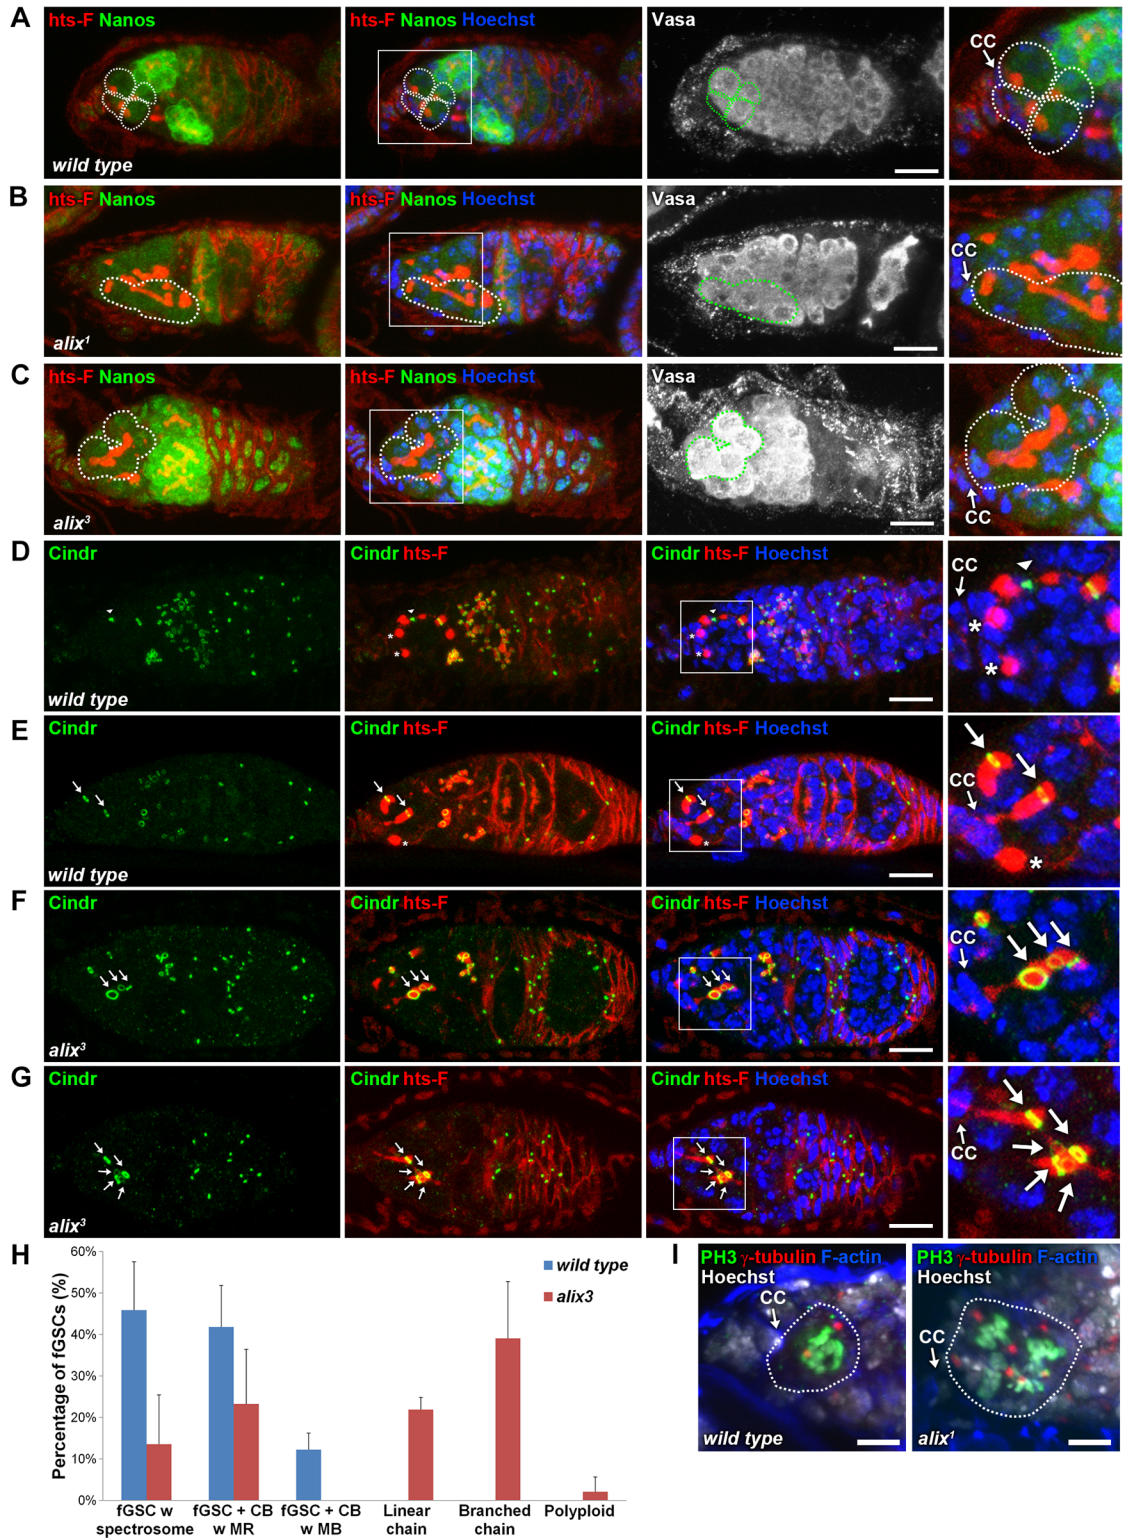 A
hts-F Nanos
hts-F Nanos Hoechst
Vasa
CC
wild type
B
hts-F Nanos
hts-F Nanos Hoechst
Vasa
CC
alix¹
C
hts-F Nanos
hts-F Nanos Hoechst
Vasa
CC
alix³
D
Cindr
Cindr hts-F
Cindr hts-F Hoechst
CC
*
*
*
*
*
*
wild type
E
Cindr
Cindr hts-F
Cindr hts-F Hoechst
CC
*
*
*
wild type
F
Cindr
Cindr hts-F
Cindr hts-F Hoechst
CC
alix³
G
Cindr
Cindr hts-F
Cindr hts-F Hoechst
CC
alix³
H
Percentage of fGSCs (%)
60%
50%
40%
30%
20%
10%
0%
wild type
alix3
fGSC w spectrosome
fGSC + CB w MR
fGSC + CB w MB
Linear chain
Branched chain
Polyploid
I
PH3 γ-tubulin F-actin
Hoechst
CC
wild type
PH3 γ-tubulin F-actin
Hoechst
CC
alix¹